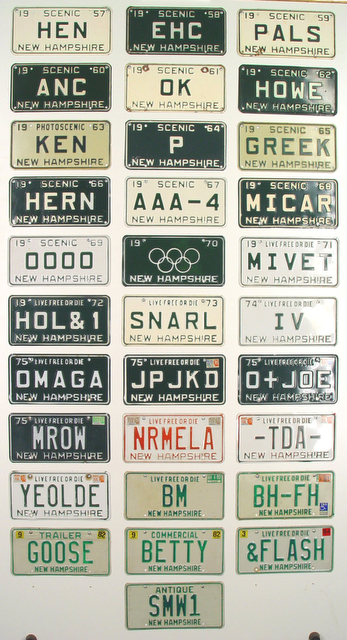 19 SCENIC 57
HEN
NEW HAMPSHIRE
19 SCENIC 58
EHC
NEW HAMPSHIRE
19 SCENIC 59
PALS
NEW HAMPSHIRE
19 SCENIC 60
ANC
NEW HAMPSHIRE
19 SCENIC 61
OK
NEW HAMPSHIRE
19 SCENIC 62
HOWE
NEW HAMPSHIRE
19 PHOTOSCENIC 63
KEN
NEW HAMPSHIRE
19 SCENIC 64
P
NEW HAMPSHIRE
19 SCENIC 65
GREEK
NEW HAMPSHIRE
19 SCENIC 66
HERN
NEW HAMPSHIRE
19 SCENIC 67
AAA-4
NEW HAMPSHIRE
19 SCENIC 68
MICAR
NEW HAMPSHIRE
19 SCENIC 69
0000
NEW HAMPSHIRE
19 70
NEW HAMPSHIRE
19 LIVE FREE OR DIE 71
MIVET
NEW HAMPSHIRE
19 LIVE FREE OR DIE 72
HOL&1
NEW HAMPSHIRE
LIVE FREE OR DIE 73
SNARL
NEW HAMPSHIRE
74 LIVE FREE OR DIE
IV
NEW HAMPSHIRE
75 LIVE FREE OR DIE
OMAGA
NEW HAMPSHIRE
75 LIVE FREE OR DIE
JPJKD
NEW HAMPSHIRE
75 LIVE FREE OR DIE
O+JOE
NEW HAMPSHIRE
75 LIVE FREE OR DIE
MROW
NEW HAMPSHIRE
LIVE FREE OR DIE
NRMELA
NEW HAMPSHIRE
LIVE FREE OR DIE
-TDA-
NEW HAMPSHIRE
LIVE FREE OR DIE
YEOLDE
NEW HAMPSHIRE
LIVE FREE OR DIE
BM
NEW HAMPSHIRE
LIVE FREE OR DIE
BH-FH
NEW HAMPSHIRE
9 TRAILER 82
GOOSE
NEW HAMPSHIRE
9 COMMERCIAL 82
BETTY
NEW HAMPSHIRE
3 LIVE FREE OR DIE
&FLASH
NEW HAMPSHIRE
ANTIQUE
SMW1
NEW HAMPSHIRE